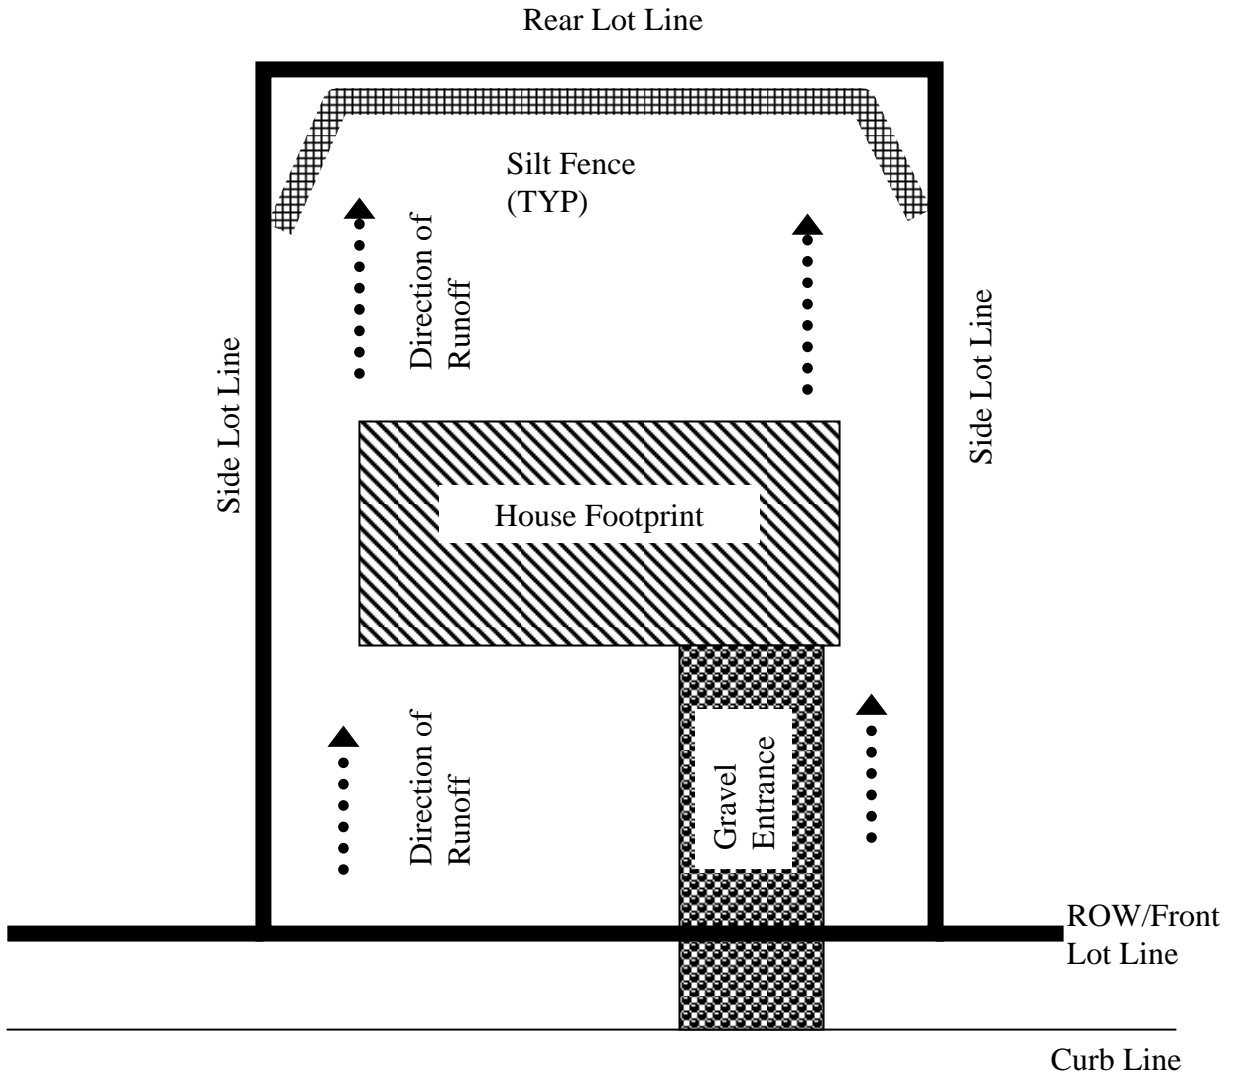 Rear Lot Line
Silt Fence
(TYP)
Direction of
Runoff
Side Lot Line
Side Lot Line
House Footprint
Direction of
Runoff
Gravel
Entrance
ROW/Front
Lot Line
Curb Line